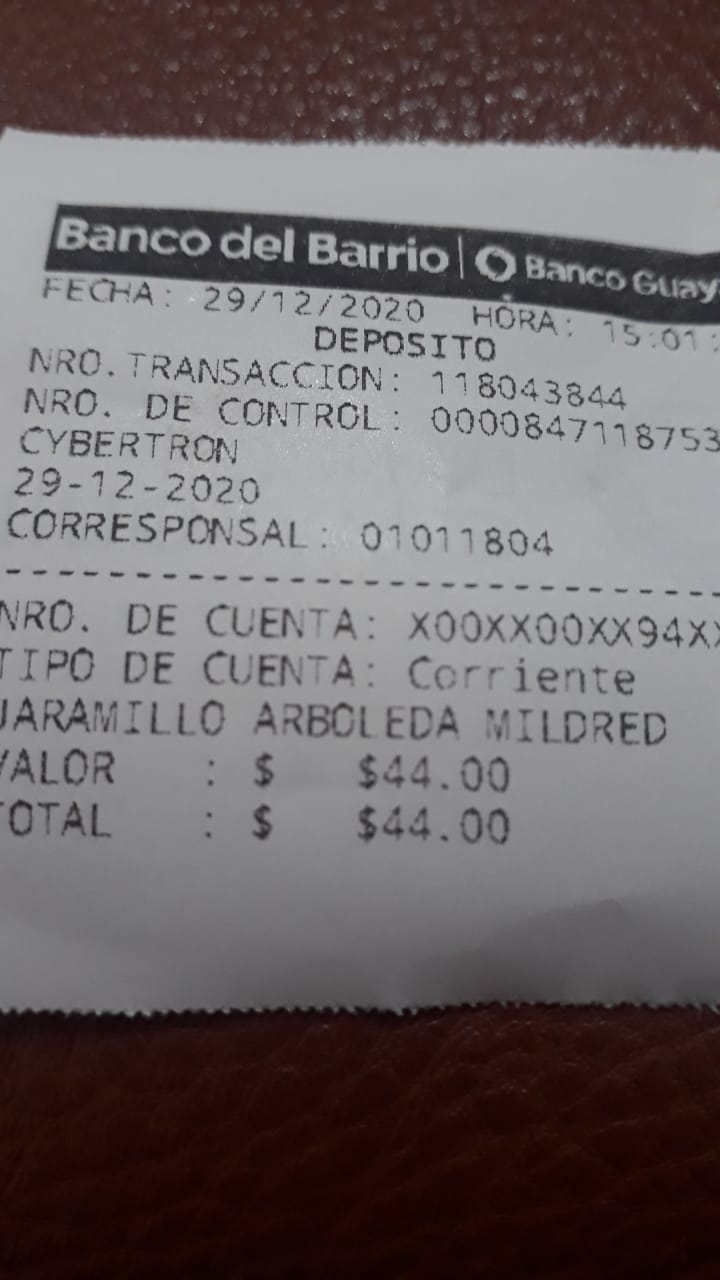 Banco del Barrio | Banco Guay
FECHA: 29/12/2020 HORA: 15:01:
DEPOSITO
NRO. TRANSACCION: 118043844
NRO. DE CONTROL: 0000847118753
CYBERTRON
29-12-2020
CORRESPONSAL: 01011804
NRO. DE CUENTA: X00XX00XX94XX
TIPO DE CUENTA: Corriente
JARAMILLO ARBOLEDA MILDRED
VALOR : $ $44.00
TOTAL : $ $44.00